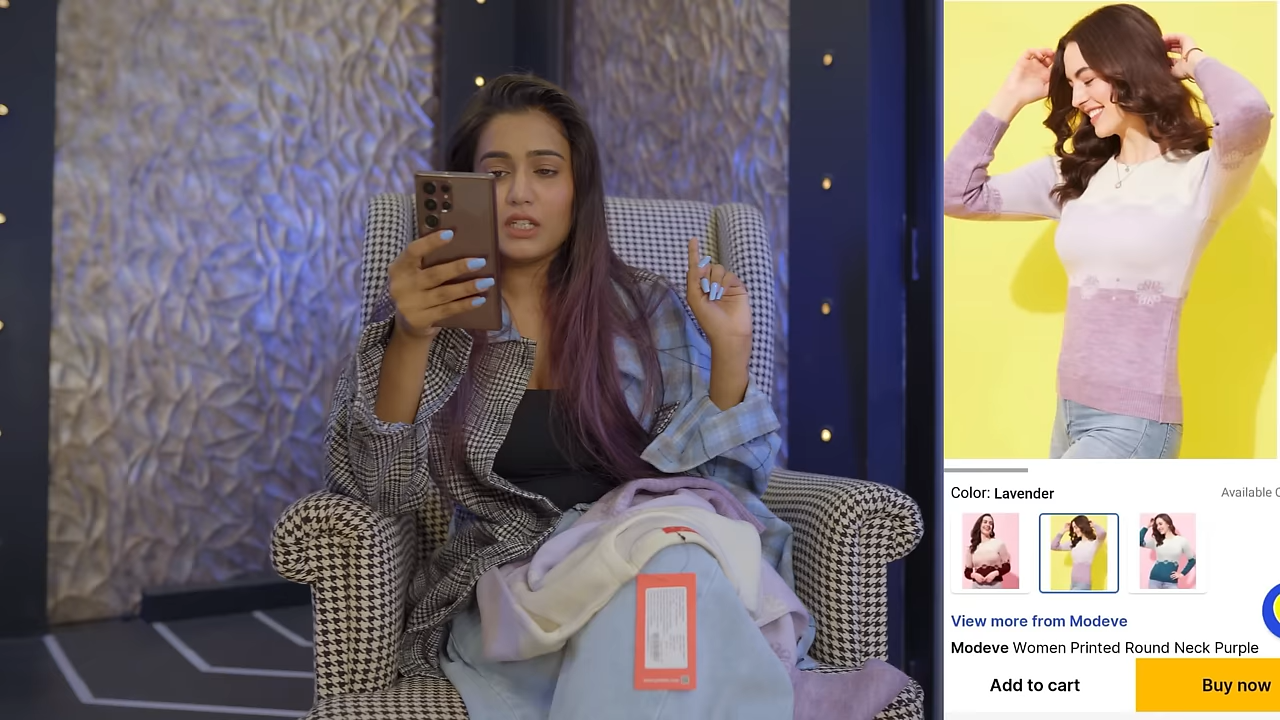 Color: Lavender
Available
View more from Modeve
Modeve Women Printed Round Neck Purple
Add to cart
Buy now